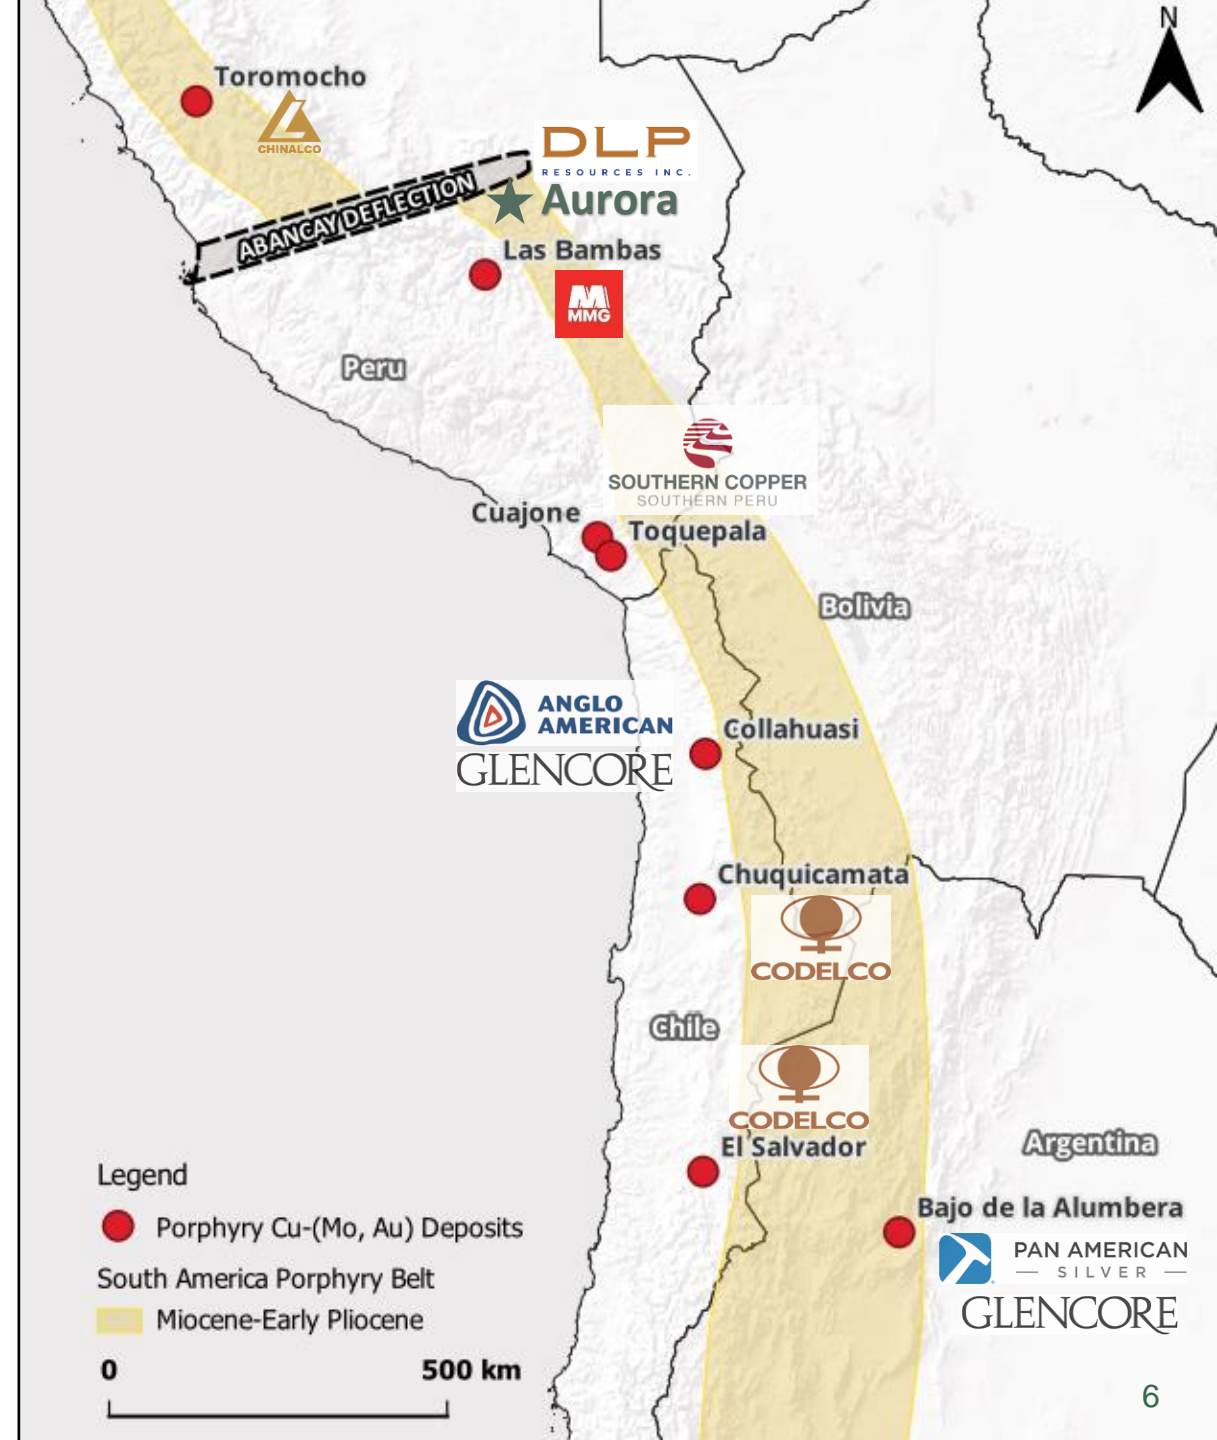 N
Toromocho
CHINALCO
DLP
RESOURCES INC.
ABANCAY DEFLECTION
Aurora
Las Bambas
MMG
Peru
SOUTHERN COPPER
SOUTHERN PERU
Cuajone
Toquepala
Bolivia
ANGLO
AMERICAN
GLENCORE
Collahuasi
Chuquicamata
CODELCO
Chile
CODELCO
El Salvador
Argentina
Bajo de la Alumbera
PAN AMERICAN
SILVER
GLENCORE
Legend
Porphyry Cu-(Mo, Au) Deposits
South America Porphyry Belt
Miocene-Early Pliocene
0 500 km
6